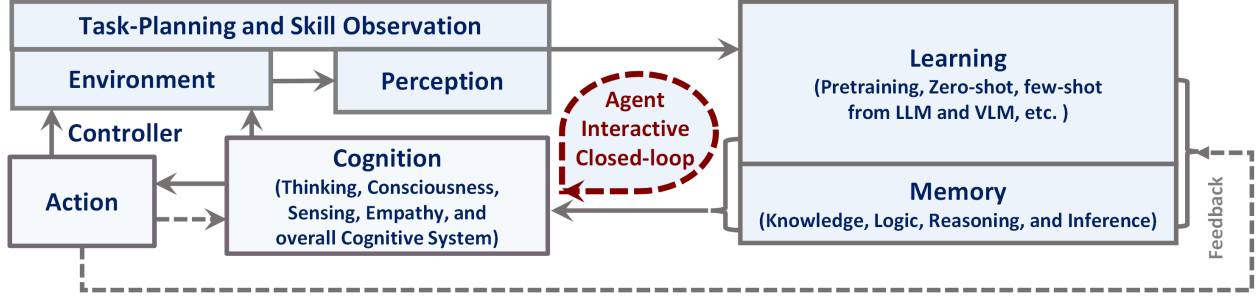 Task-Planning and Skill Observation
Environment
Perception
Controller
Action
Cognition
(Thinking, Consciousness,
Sensing, Empathy, and
overall Cognitive System)
Agent
Interactive
Closed-loop
Learning
(Pretraining, Zero-shot, few-shot
from LLM and VLM, etc. )
Memory
(Knowledge, Logic, Reasoning, and Inference)
Feedback